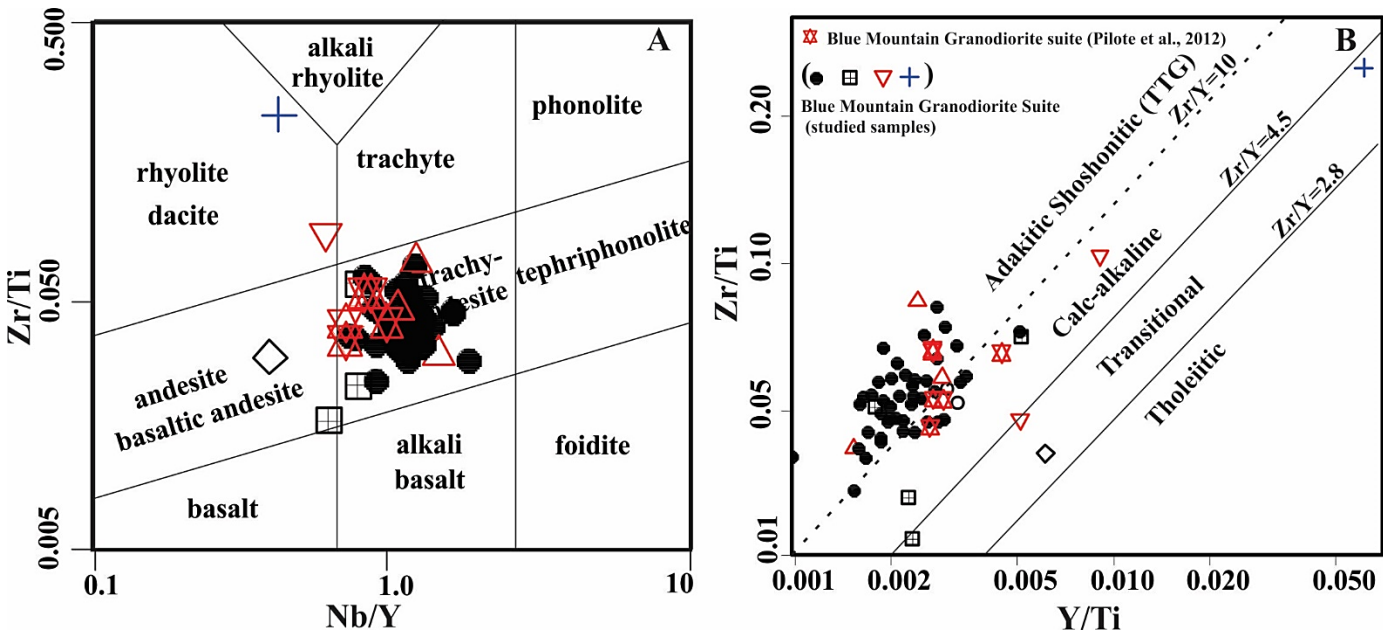 A
0.500
0.050
0.005
Zr/Ti
alkali
rhyolite
phonolite
trachyte
rhyolite
dacite
trachy-
esite
tephriphonolite
andesite
basaltic andesite
alkali
basalt
foidite
basalt
0.1
1.0
10
Nb/Y
B
Blue Mountain Granodiorite suite (Pilote et al., 2012)
( )
Blue Mountain Granodiorite Suite
(studied samples)
0.20
0.10
0.05
0.01
Zr/Ti
Adakitic Shoshonitic (TTG)
Zr/Y=10
Zr/Y=4.5
Zr/Y=2.8
Calc-alkaline
Transitional
Tholeiitic
0.001
0.002
0.005
0.010
0.020
0.050
Y/Ti